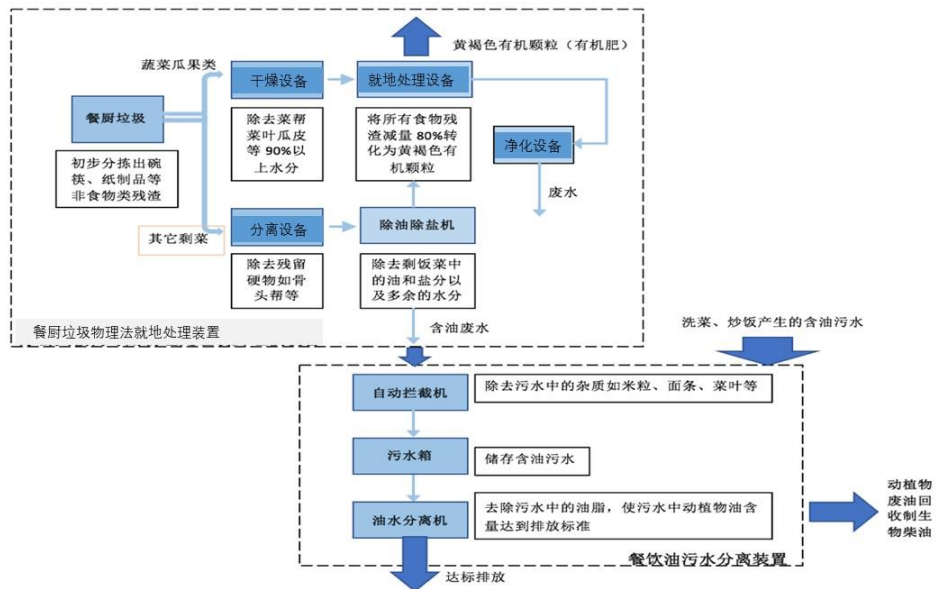 黄褐色有机颗粒（有机肥）
蔬菜瓜果类
干燥设备
就地处理设备
餐厨垃圾
除去菜帮
菜叶瓜皮
等 90%以
上水分
将所有食物残
渣减量 80%转
化为黄褐色有
机颗粒
净化设备
初步分拣出碗
筷、纸制品等
非食物类残渣
废水
其它剩菜
分离设备
除油除盐机
除去残留
硬物如骨
头帮等
除去剩饭菜中
的油和盐分以
及多余的水分
餐厨垃圾物理法就地处理装置
含油废水
洗菜、炒饭产生的含油污水
自动拦截机
除去污水中的杂质如米粒、面条、菜叶等
污水箱
储存含油污水
油水分离机
去除污水中的油脂，使污水中动植物油含
量达到排放标准
动植物
废油回
收制生
物柴油
餐饮油污水分离装置
达标排放